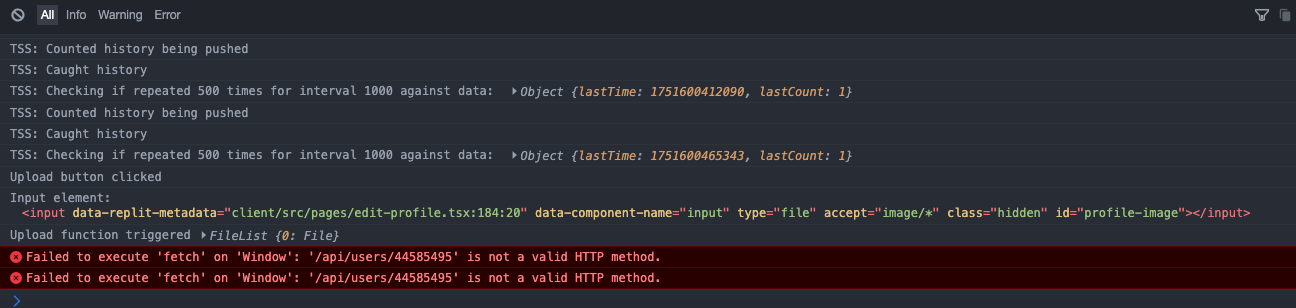 All Info Warning Error
TSS: Counted history being pushed
TSS: Caught history
TSS: Checking if repeated 500 times for interval 1000 against data: Object {lastTime: 1751600412090, lastCount: 1}
TSS: Counted history being pushed
TSS: Caught history
TSS: Checking if repeated 500 times for interval 1000 against data: Object {lastTime: 1751600465343, lastCount: 1}
Upload button clicked
Input element:
<input data-replit-metadata="client/src/pages/edit-profile.tsx:184:20" data-component-name="input" type="file" accept="image/*" class="hidden" id="profile-image"></input>
Upload function triggered FileList {0: File}
Failed to execute 'fetch' on 'Window': '/api/users/44585495' is not a valid HTTP method.
Failed to execute 'fetch' on 'Window': '/api/users/44585495' is not a valid HTTP method.